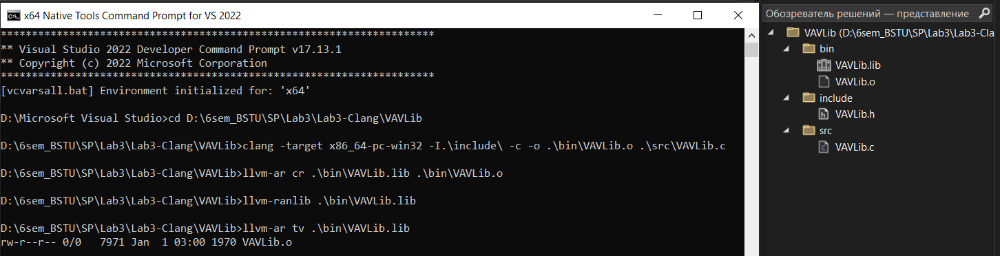 x64 Native Tools Command Prompt for VS 2022
**********************************************************************
** Visual Studio 2022 Developer Command Prompt v17.13.1
** Copyright (c) 2022 Microsoft Corporation
**********************************************************************
[vcvarsall.bat] Environment initialized for: 'x64'
D:\Microsoft Visual Studio>cd D:\6sem_BSTU\SP\Lab3\Lab3-Clang\VAVLib
D:\6sem_BSTU\SP\Lab3\Lab3-Clang\VAVLib>clang -target x86_64-pc-win32 -I.\include\ -c -o .\bin\VAVLib.o .\src\VAVLib.c
D:\6sem_BSTU\SP\Lab3\Lab3-Clang\VAVLib>llvm-ar cr .\bin\VAVLib.lib .\bin\VAVLib.o
D:\6sem_BSTU\SP\Lab3\Lab3-Clang\VAVLib>llvm-ranlib .\bin\VAVLib.lib
D:\6sem_BSTU\SP\Lab3\Lab3-Clang\VAVLib>llvm-ar tv .\bin\VAVLib.lib
rw-r--r-- 0/0   7971 Jan  1 03:00 1970 VAVLib.o
Обозреватель решений — представление
VAVLib (D:\6sem_BSTU\SP\Lab3\Lab3-Cla
bin
VAVLib.lib
VAVLib.o
include
VAVLib.h
src
VAVLib.c